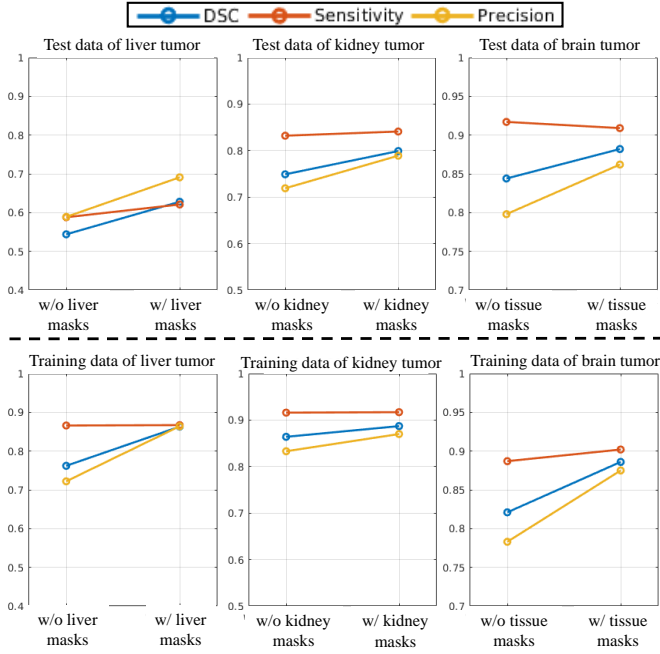 DSC Sensitivity Precision
Test data of liver tumor Test data of kidney tumor Test data of brain tumor
1 1 1
0.9 0.9 0.95
0.8 0.8 0.9
0.7 0.7 0.85
0.6 0.6 0.8
0.5 0.75
0.4 0.5 0.7
w/o liver masks w/ liver masks w/o kidney masks w/ kidney masks w/o tissue masks w/ tissue masks
Training data of liver tumor Training data of kidney tumor Training data of brain tumor
1 1 1
0.9 0.9 0.95
0.8 0.8 0.9
0.7 0.7 0.85
0.6 0.6 0.8
0.5 0.75
0.4 0.5 0.7
w/o liver masks w/ liver masks w/o kidney masks w/ kidney masks w/o tissue masks w/ tissue masks